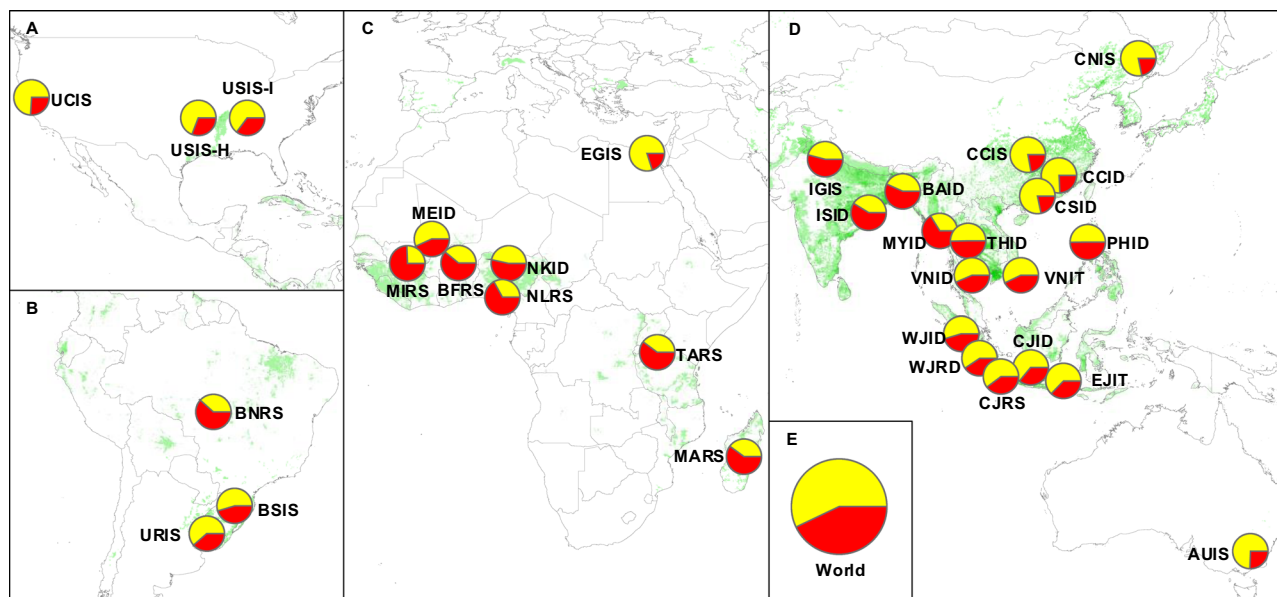 A
UCIS
USIS-I
USIS-H
B
BNRS
BSIS
URIS
C
EGIS
MEID
MIRS
BFRS
NKID
NLRS
TARS
MARS
D
CNIS
CCIS
CCID
CSID
IGIS
BAID
ISID
MYID
THID
PHID
VNID
VNIT
WJID
CJID
WJRD
CJRS
EJIT
AUIS
E
World